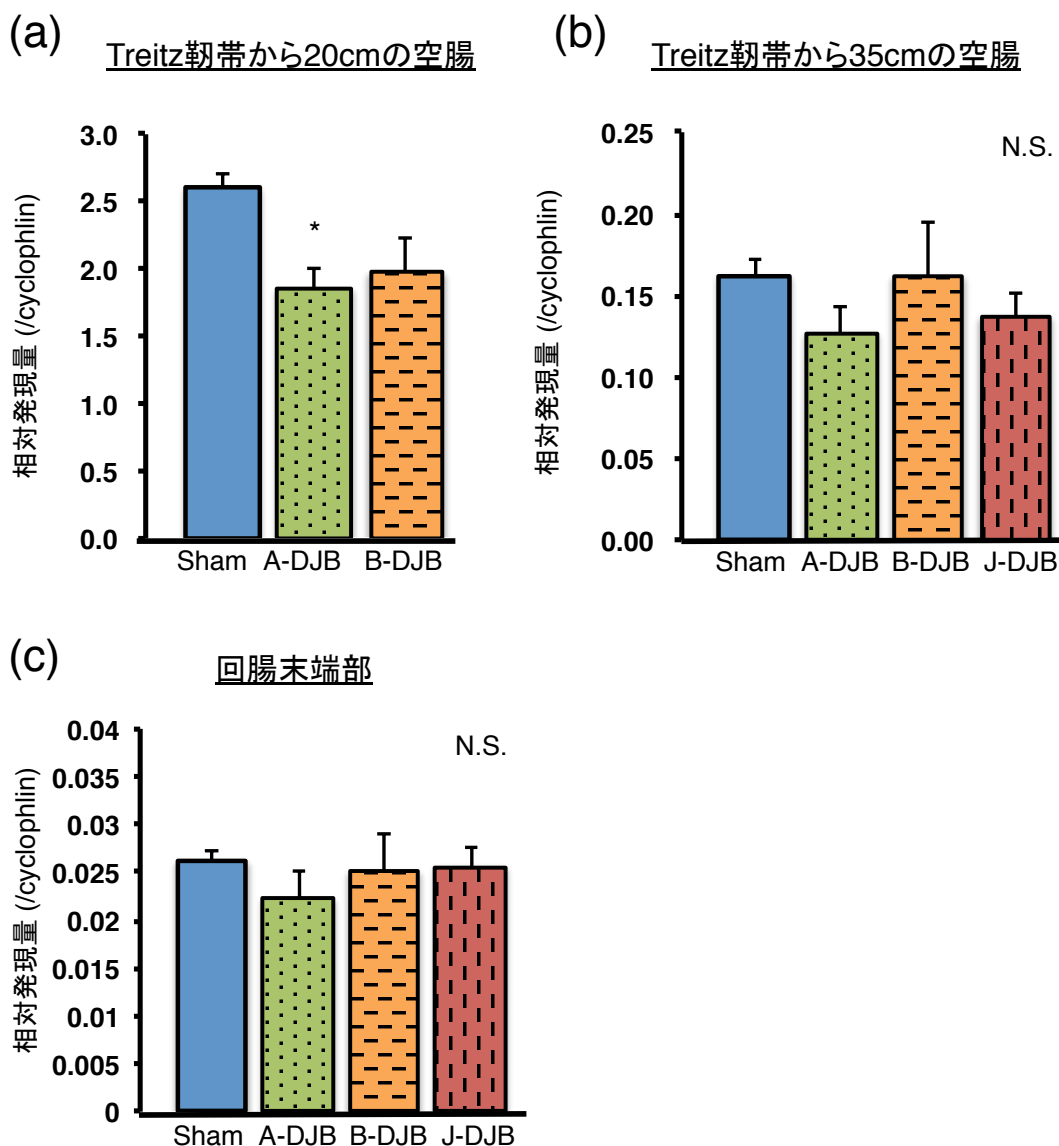 (a)
Treitz靭帯から20cmの空腸
相対発現量 (/cyclophlin)
3.0
2.5
2.0
1.5
1.0
0.5
0.0
*
Sham A-DJB B-DJB
(b)
Treitz靭帯から35cmの空腸
N.S.
相対発現量 (/cyclophlin)
0.25
0.20
0.15
0.10
0.05
0.00
Sham A-DJB B-DJB J-DJB
(c)
回腸末端部
N.S.
相対発現量 (/cyclophlin)
0.04
0.035
0.03
0.025
0.02
0.015
0.01
0.005
0
Sham A-DJB B-DJB J-DJB